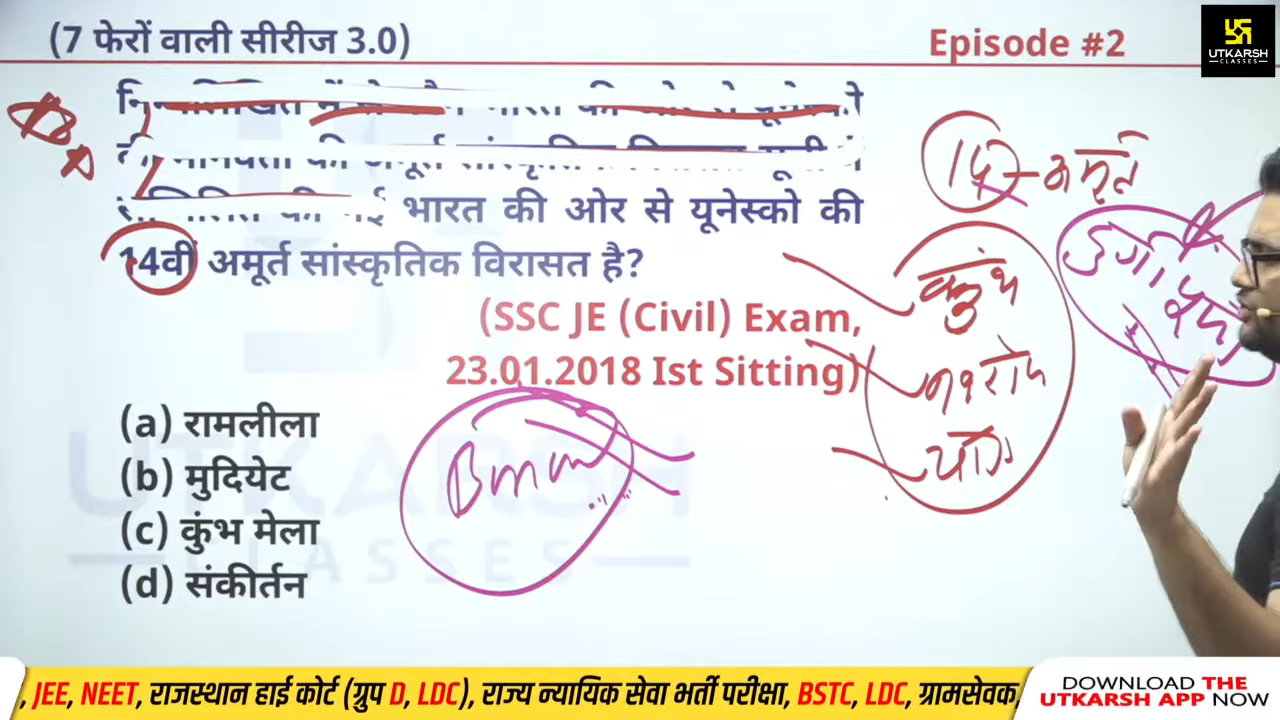 (7 फेरों वाली सीरीज 3.0)
Episode #2
UTKARSH
CLASSES
भारत की ओर से यूनेस्को की
14वीं अमूर्त सांस्कृतिक विरासत है?
(SSC JE (Civil) Exam,
23.01.2018 Ist Sitting)
(a) रामलीला
(b) मुदियेट
(c) कुंभ मेला
(d) संकीर्तन
14 - अमूर्त
कुंभ
नवरोज
योग
UTKARSH
CLASSES
, JEE, NEET, राजस्थान हाई कोर्ट (ग्रुप D, LDC), राज्य न्यायिक सेवा भर्ती परीक्षा, BSTC, LDC, ग्रामसेवक,
DOWNLOAD THE
UTKARSH APP NOW